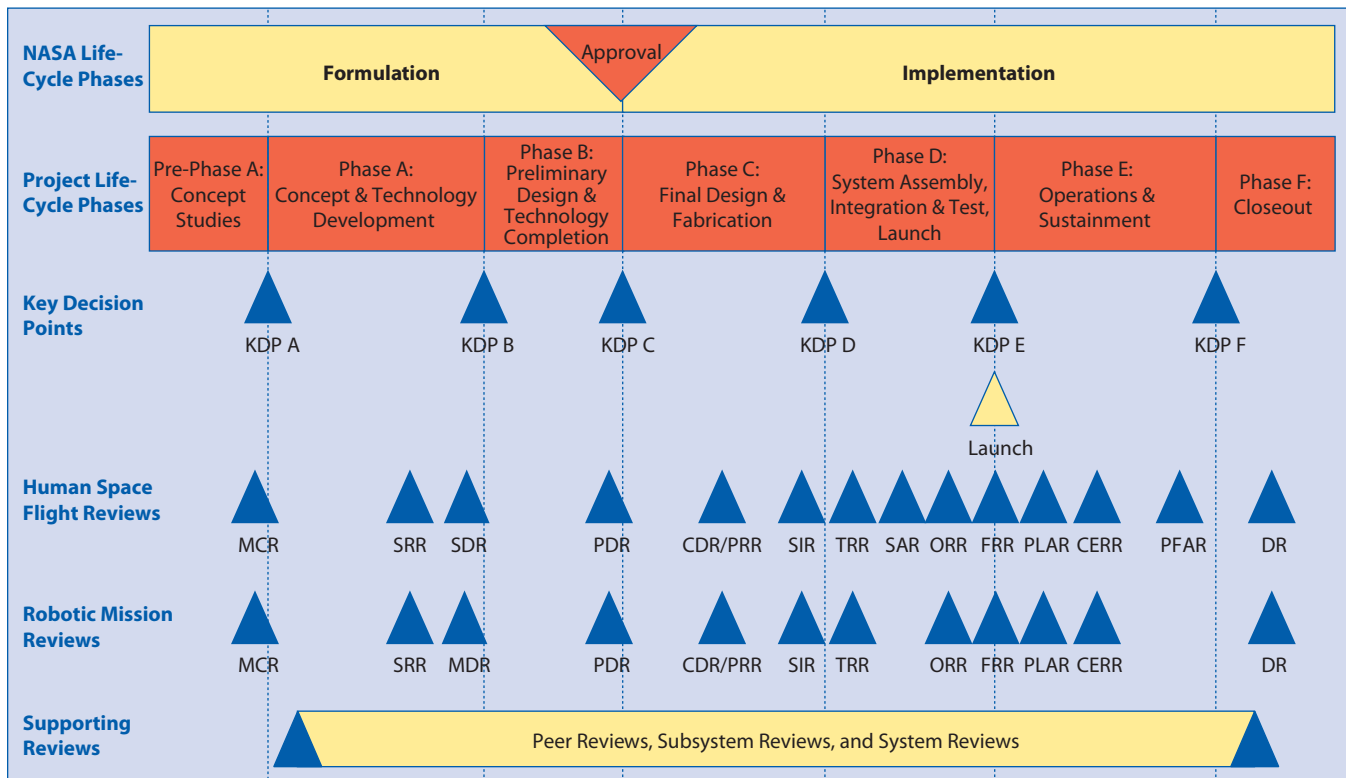 NASA Life-
Cycle Phases
Formulation
Approval
Implementation
Project Life-
Cycle Phases
Pre-Phase A:
Concept
Studies
Phase A:
Concept & Technology
Development
Phase B:
Preliminary
Design &
Technology
Completion
Phase C:
Final Design &
Fabrication
Phase D:
System Assembly,
Integration & Test,
Launch
Phase E:
Operations &
Sustainment
Phase F:
Closeout
Key Decision
Points
KDP A
KDP B
KDP C
KDP D
KDP E
KDP F
Launch
Human Space
Flight Reviews
MCR
SRR
SDR
PDR
CDR/PRR
SIR
TRR
SAR
ORR
FRR
PLAR
CERR
PFAR
DR
Robotic Mission
Reviews
MCR
SRR
MDR
PDR
CDR/PRR
SIR
TRR
ORR
FRR
PLAR
CERR
DR
Supporting
Reviews
Peer Reviews, Subsystem Reviews, and System Reviews